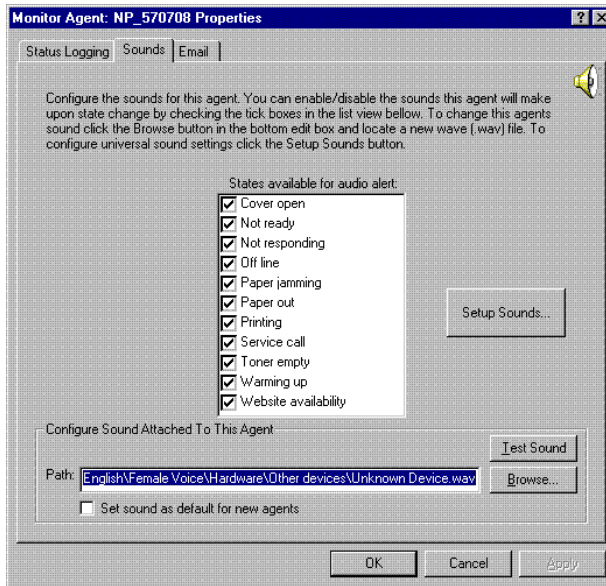 Monitor Agent: NP_570708 Properties
Status Logging Sounds Email
Configure the sounds for this agent. You can enable/disable the sounds this agent will make
upon state change by checking the tick boxes in the list view bellow. To change this agents
sound click the Browse button in the bottom edit box and locate a new wave (.wav) file. To
configure universal sound settings click the Setup Sounds button.
States available for audio alert:
Cover open
Not ready
Not responding
Off line
Paper jamming
Paper out
Printing
Service call
Toner empty
Warming up
Website availability
Setup Sounds...
Configure Sound Attached To This Agent
Test Sound
Path: English\Female Voice\Hardware\Other devices\Unknown Device.wav
Browse...
Set sound as default for new agents
OK Cancel Apply